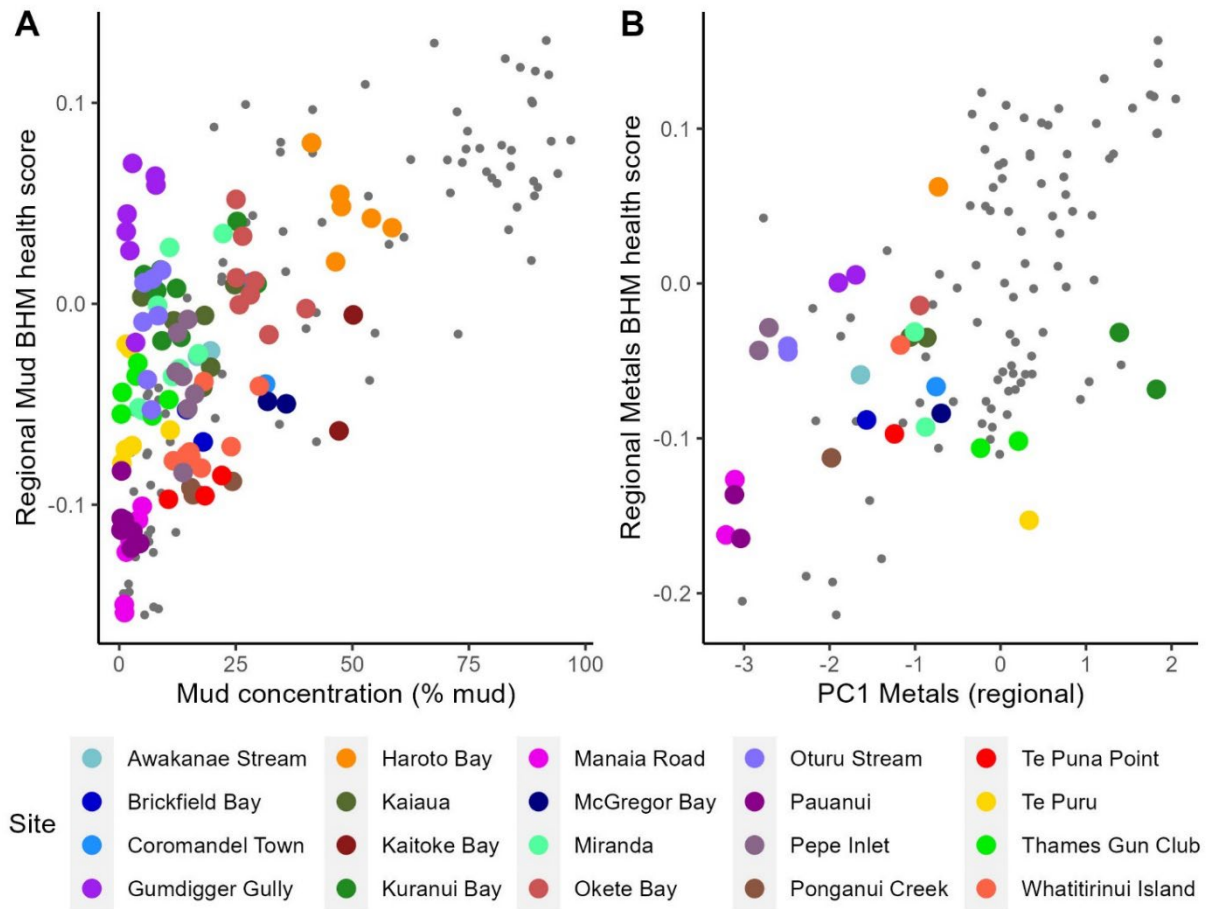 A
B
Regional Mud BHM health score
0.1
0.0
-0.1
0
25
50
75
100
Mud concentration (% mud)
Regional Metals BHM health score
0.1
0.0
-0.1
-0.2
-3
-2
-1
0
1
2
PC1 Metals (regional)
Site
Awakanae Stream
Brickfield Bay
Coromandel Town
Gumdigger Gully
Haroto Bay
Kaiaua
Kaitoke Bay
Kuranui Bay
Manaia Road
McGregor Bay
Miranda
Okete Bay
Oturu Stream
Pauanui
Pepe Inlet
Ponganui Creek
Te Puna Point
Te Puru
Thames Gun Club
Whatitirinui Island